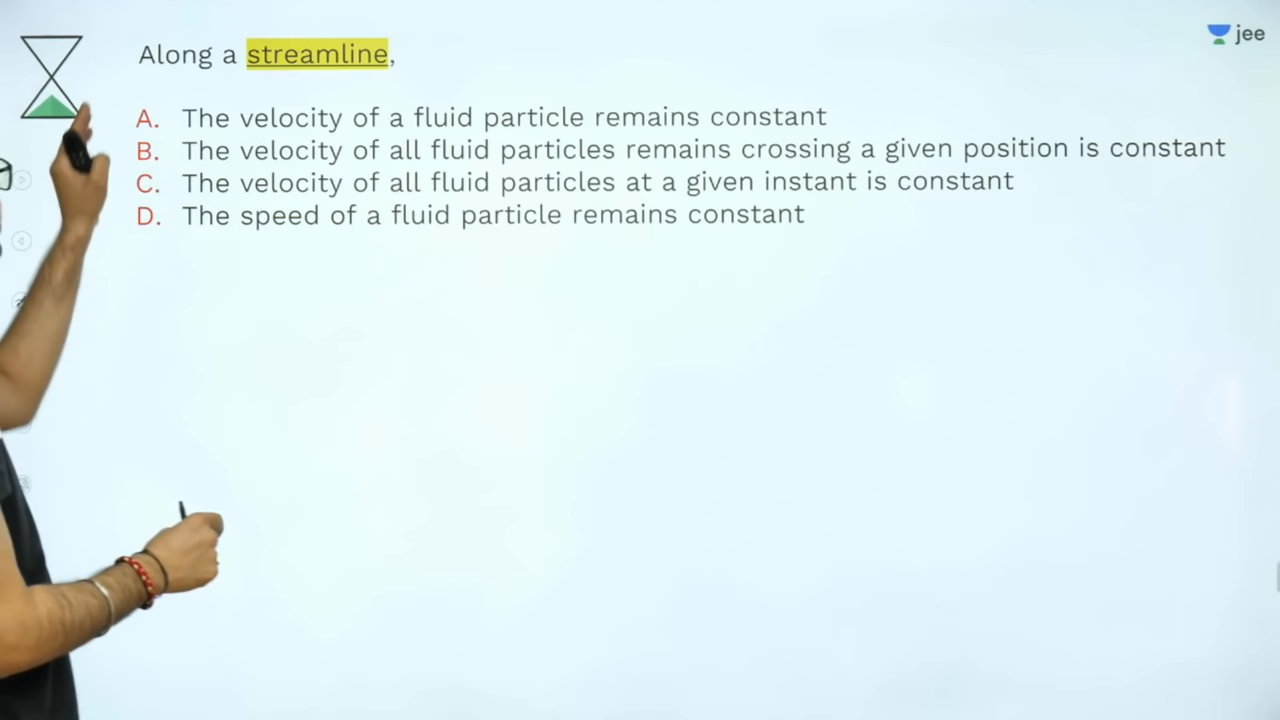 jee
Along a streamline,
A. The velocity of a fluid particle remains constant
B. The velocity of all fluid particles remains crossing a given position is constant
C. The velocity of all fluid particles at a given instant is constant
D. The speed of a fluid particle remains constant